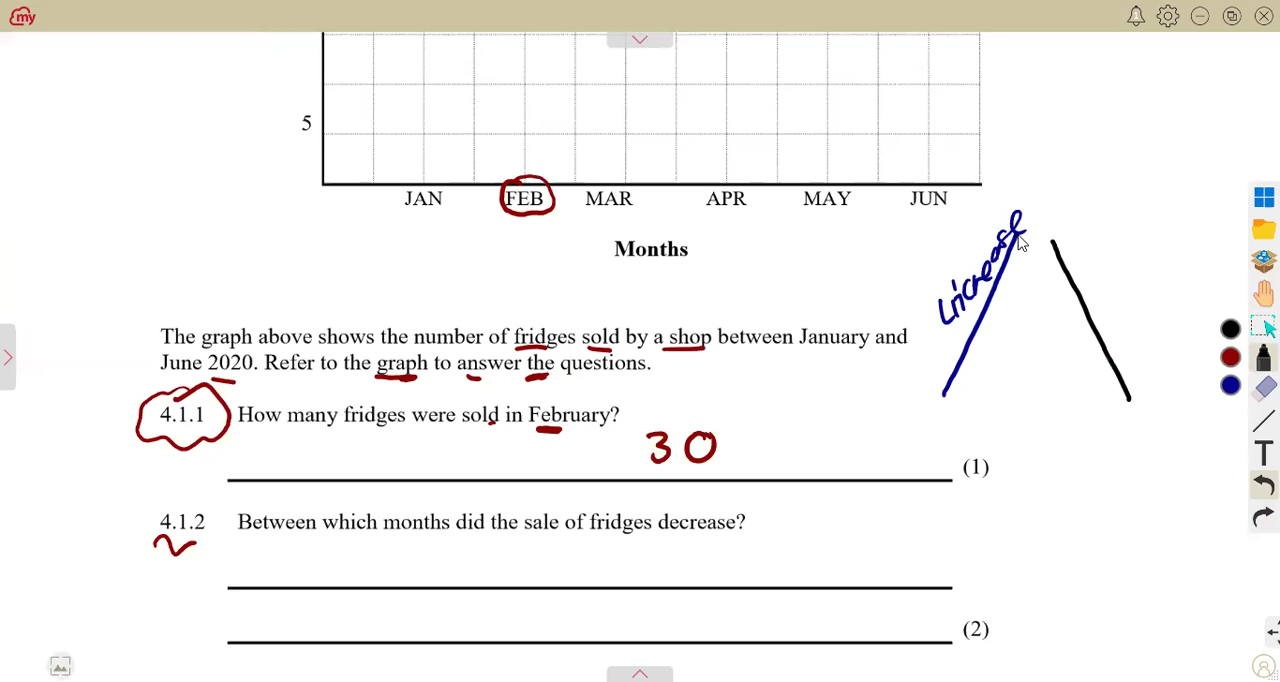 my
5
JAN FEB MAR APR MAY JUN
Months
increase
The graph above shows the number of fridges sold by a shop between January and
June 2020. Refer to the graph to answer the questions.
4.1.1 How many fridges were sold in February?
30
(1)
4.1.2 Between which months did the sale of fridges decrease?
(2)
T